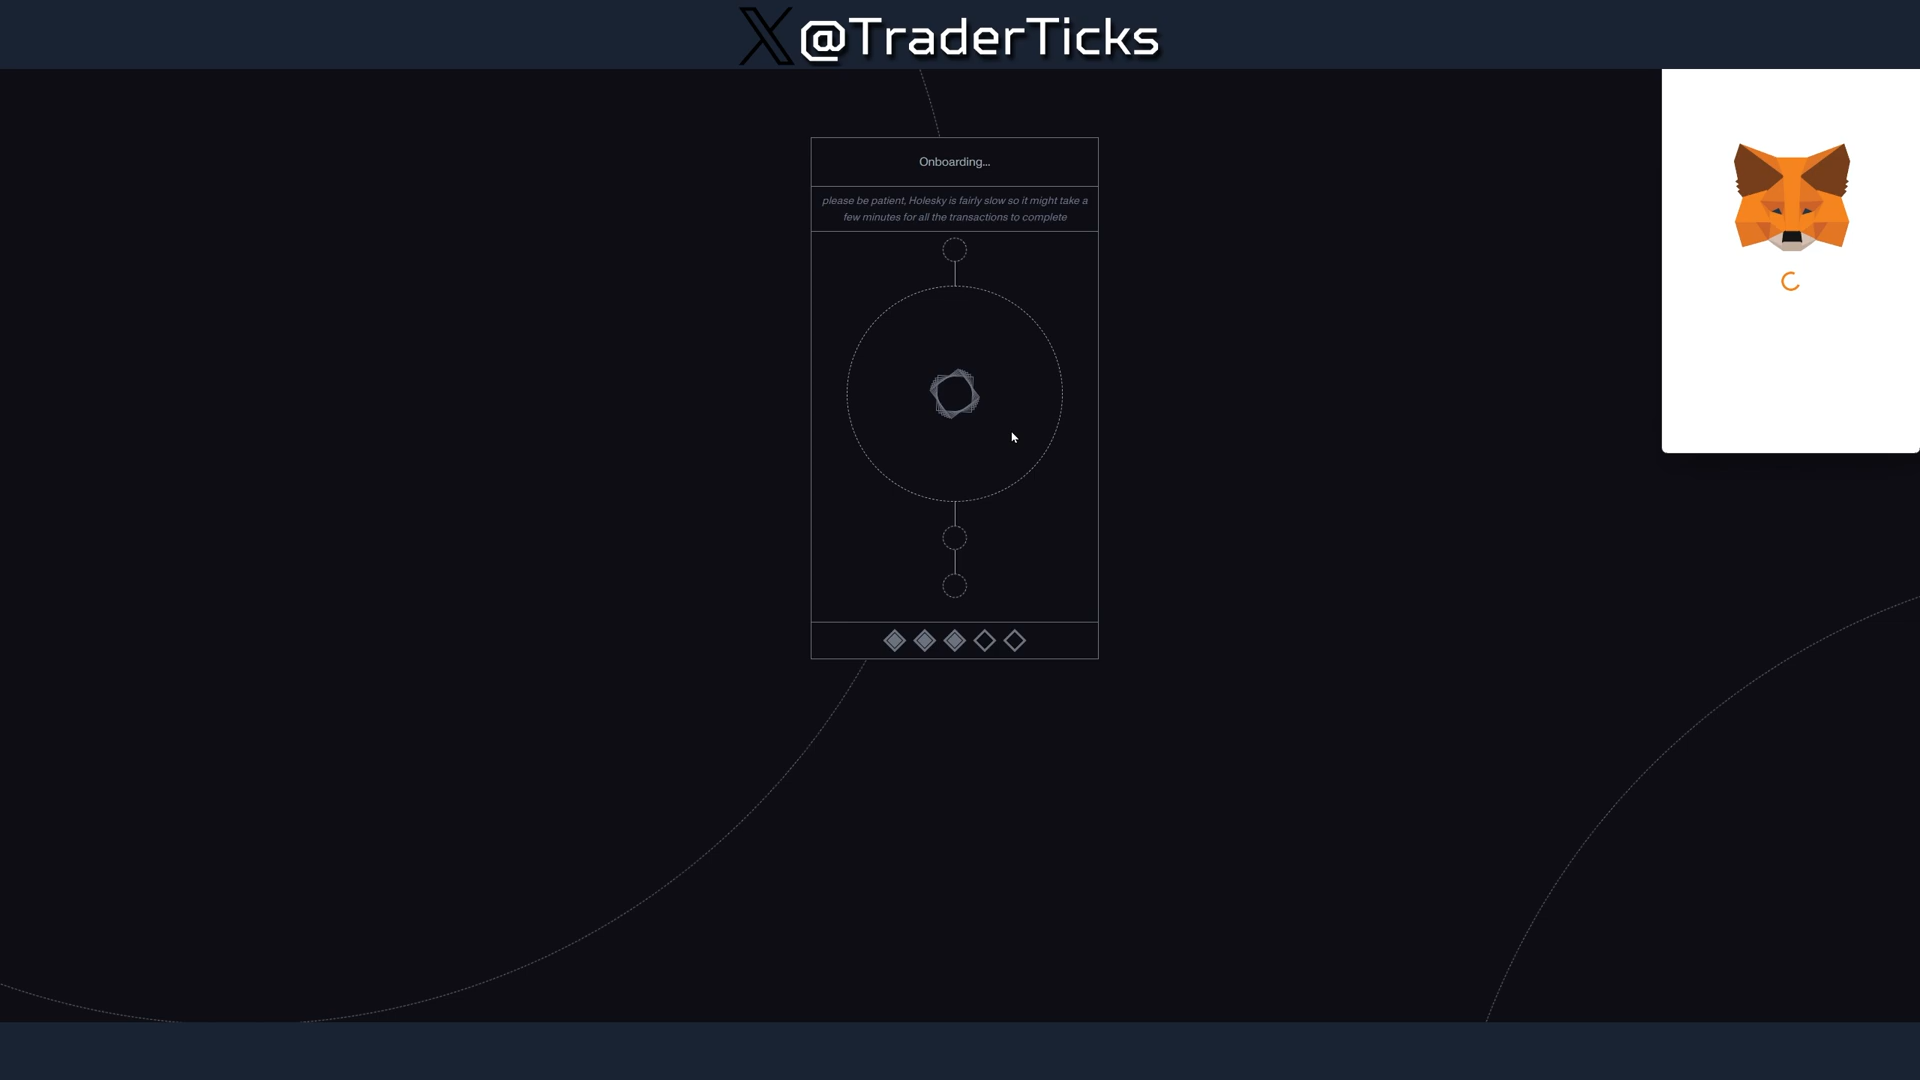 X@TraderTicks
Onboarding...
please be patient, Holesky is fairly slow so it might take a
few minutes for all the transactions to complete